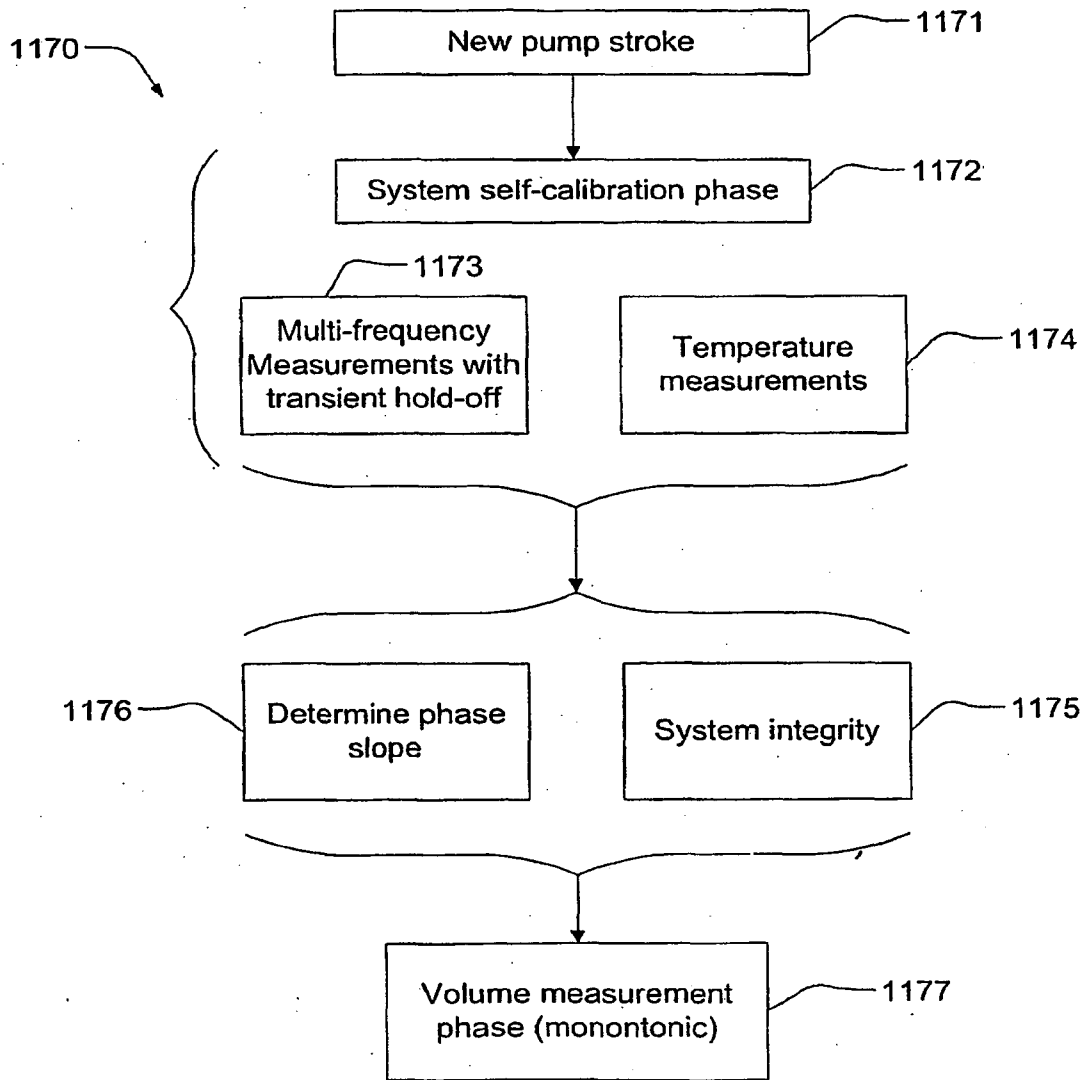 1170
New pump stroke
1171
System self-calibration phase
1172
1173
Multi-frequency
Measurements with
transient hold-off
Temperature
measurements
1174
1176
Determine phase
slope
System integrity
1175
Volume measurement
phase (monontonic)
1177